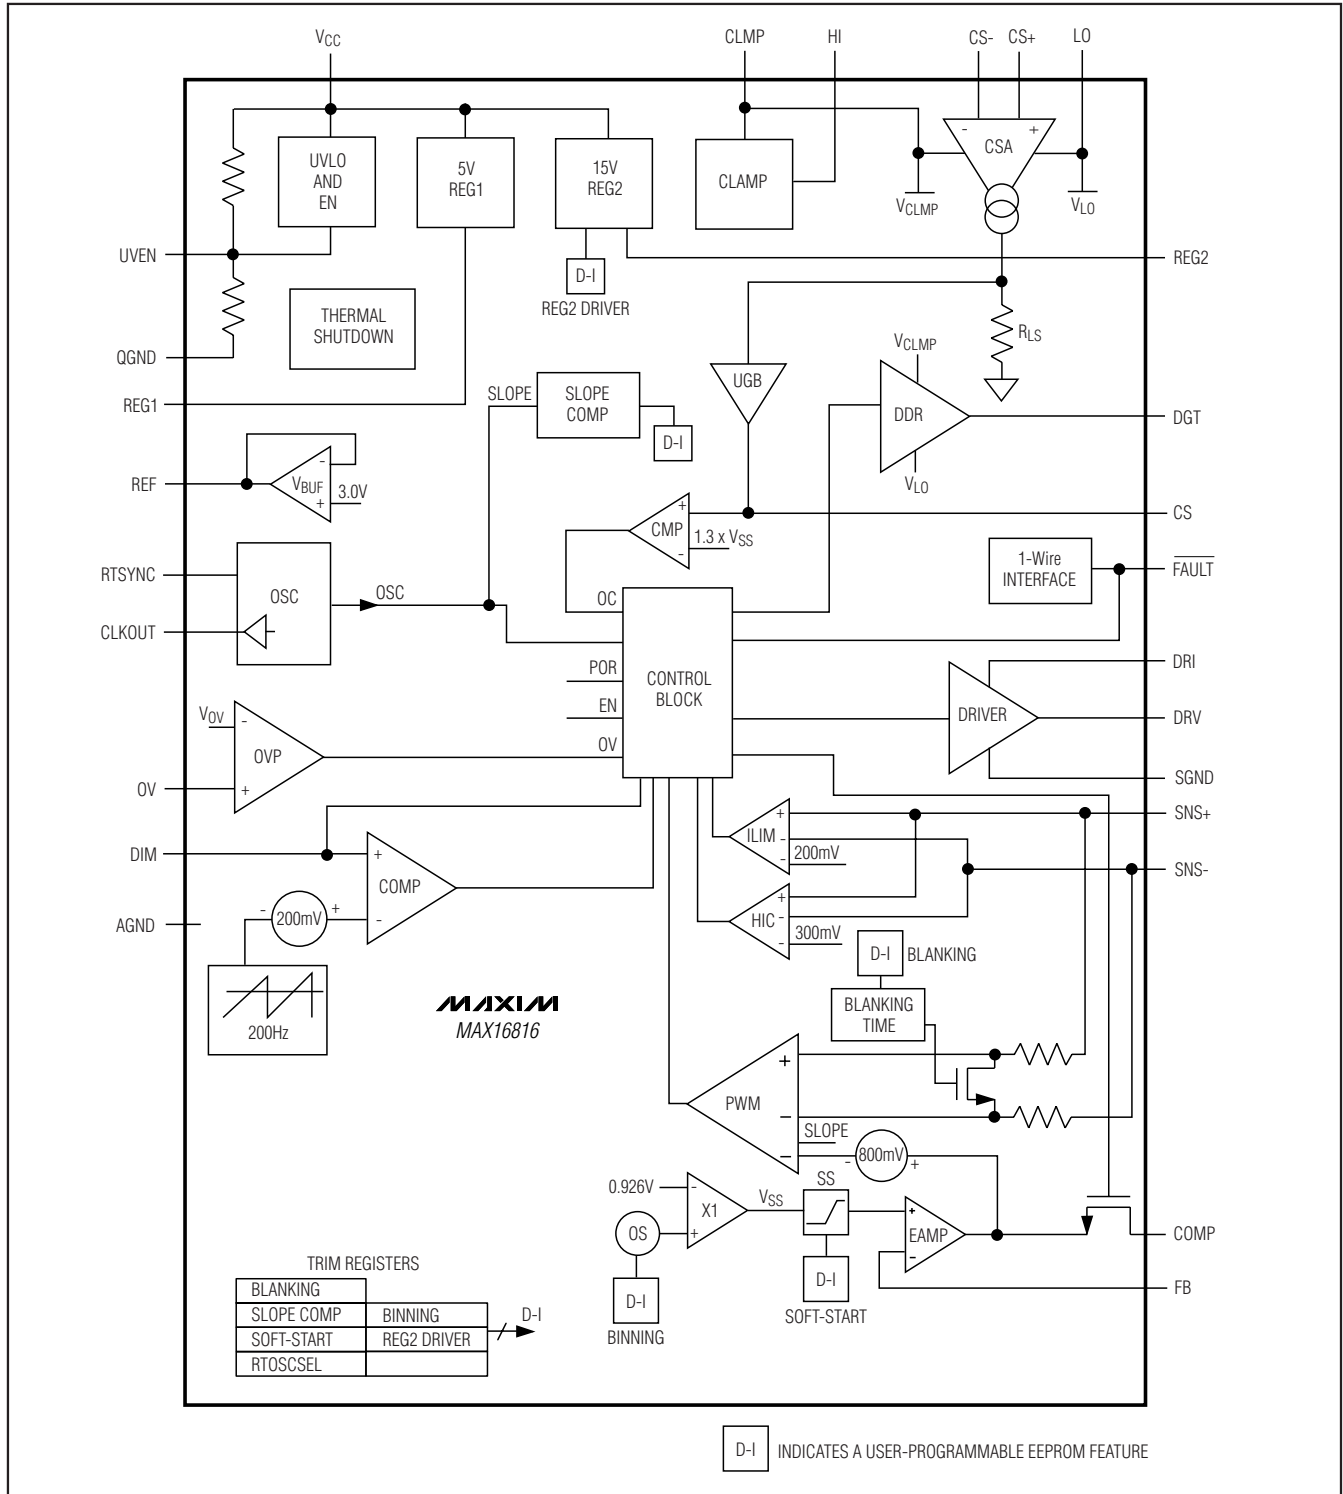 VCC
CLMP
HI
CS-
CS+
LO
UVLO
AND
EN
5V
REG1
15V
REG2
CLAMP
-
+
CSA
VCLMP
VLO
UVEN
REG2
D-I
REG2 DRIVER
THERMAL
SHUTDOWN
RLS
QGND
VCLMP
UGB
REG1
SLOPE
SLOPE
COMP
DDR
DGT
D-I
REF
-
VBUF
+
3.0V
VLO
CS
+
CMP
1.3 x VSS
-
1-Wire
INTERFACE
FAULT
RTSYNC
OSC
OSC
OC
CLKOUT
POR
CONTROL
BLOCK
DRI
EN
VOV
-
OVP
OV
DRIVER
DRV
OV
+
SGND
SNS+
+
ILIM
-
-
200mV
DIM
+
COMP
-
SNS-
+
HIC
-
-
300mV
AGND
-
200mV
+
D-I
BLANKING
200Hz
MAXIM
MAX16816
BLANKING
TIME
+
PWM
−
SLOPE
−
-
800mV
+
0.926V
-
X1
VSS
SS
OS
+
+
EAMP
−
COMP
D-I
BINNING
D-I
SOFT-START
FB
TRIM REGISTERS
BLANKING
SLOPE COMP
BINNING
D-I
SOFT-START
REG2 DRIVER
RTOSCSEL
D-I
INDICATES A USER-PROGRAMMABLE EEPROM FEATURE